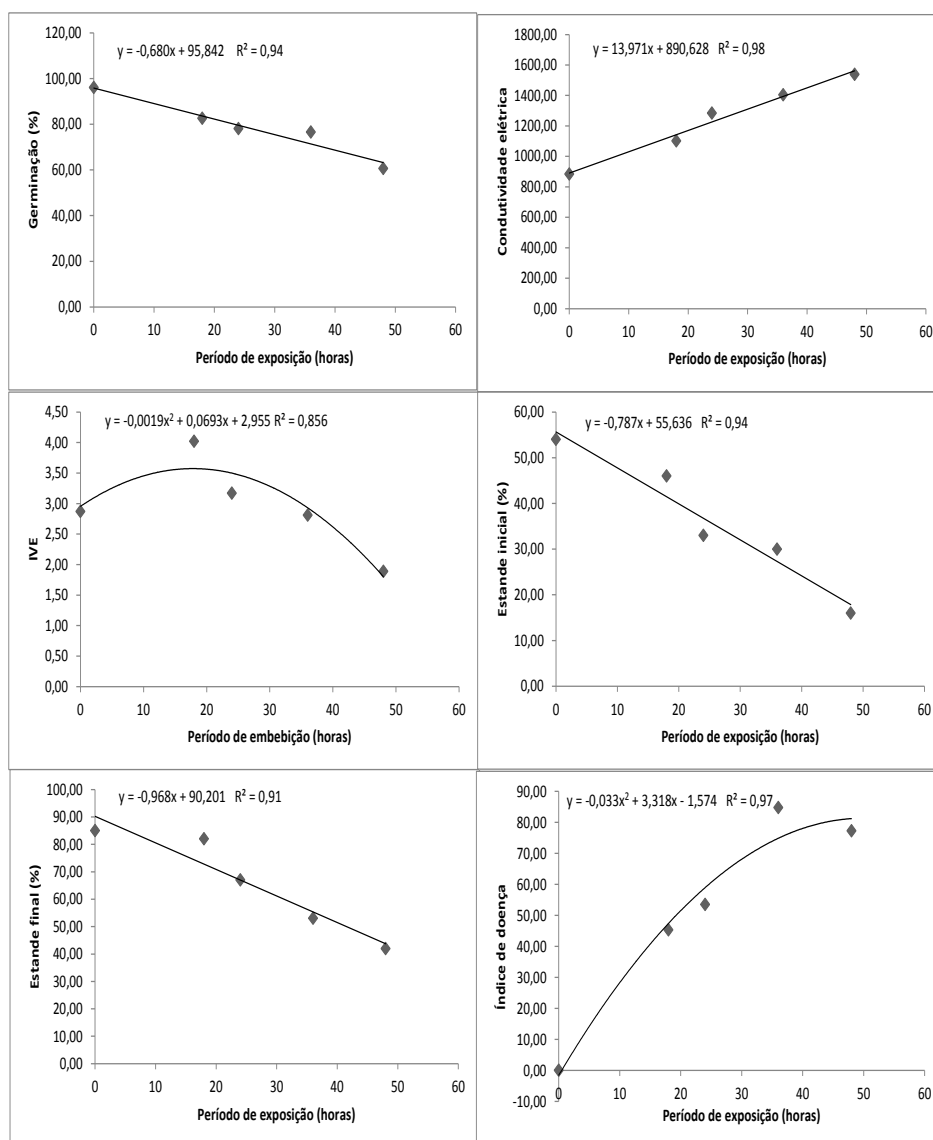 y = -0,680x + 95,842 R² = 0,94
120,00
100,00
80,00
60,00
40,00
20,00
0,00
Germinação (%)
0 10 20 30 40 50 60
Período de exposição (horas)
y = 13,971x + 890,628 R² = 0,98
1800,00
1600,00
1400,00
1200,00
1000,00
800,00
600,00
400,00
200,00
0,00
Condutividade elétrica
0 10 20 30 40 50 60
Período de exposição (horas)
y = -0,0019x² + 0,0693x + 2,955 R² = 0,856
4,50
4,00
3,50
3,00
2,50
2,00
1,50
1,00
0,50
0,00
IVE
0 10 20 30 40 50 60
Período de embebição (horas)
y = -0,787x + 55,636 R² = 0,94
60,00
50,00
40,00
30,00
20,00
10,00
0,00
Estande inicial (%)
0 10 20 30 40 50 60
Período de exposição (horas)
y = -0,968x + 90,201 R² = 0,91
100,00
90,00
80,00
70,00
60,00
50,00
40,00
30,00
20,00
10,00
0,00
Estande final (%)
0 10 20 30 40 50 60
Período de exposição (horas)
y = -0,033x² + 3,318x - 1,574 R² = 0,97
90,00
80,00
70,00
60,00
50,00
40,00
30,00
20,00
10,00
0,00
-10,00
Índice de doença
0 10 20 30 40 50 60
Período de exposição (horas)